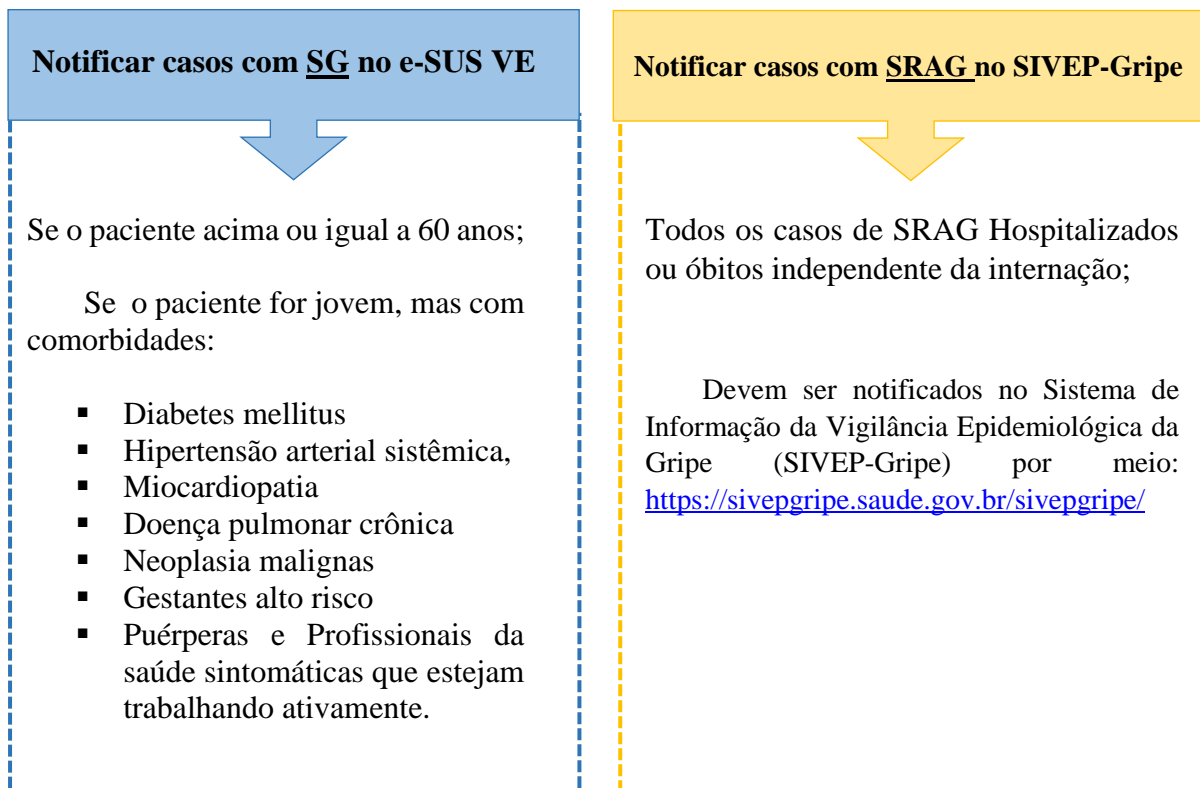 Notificar casos com SG no e-SUS VE
Se o paciente acima ou igual a 60 anos;
Se o paciente for jovem, mas com
comorbidades:
▪ Diabetes mellitus
▪ Hipertensão arterial sistêmica,
▪ Miocardiopatia
▪ Doença pulmonar crônica
▪ Neoplasia malignas
▪ Gestantes alto risco
▪ Puérperas e Profissionais da
saúde sintomáticas que estejam
trabalhando ativamente.
Notificar casos com SRAG no SIVEP-Gripe
Todos os casos de SRAG Hospitalizados
ou óbitos independente da internação;
Devem ser notificados no Sistema de
Informação da Vigilância Epidemiológica da
Gripe (SIVEP-Gripe) por meio:
https://sivepgripe.saude.gov.br/sivepgripe/